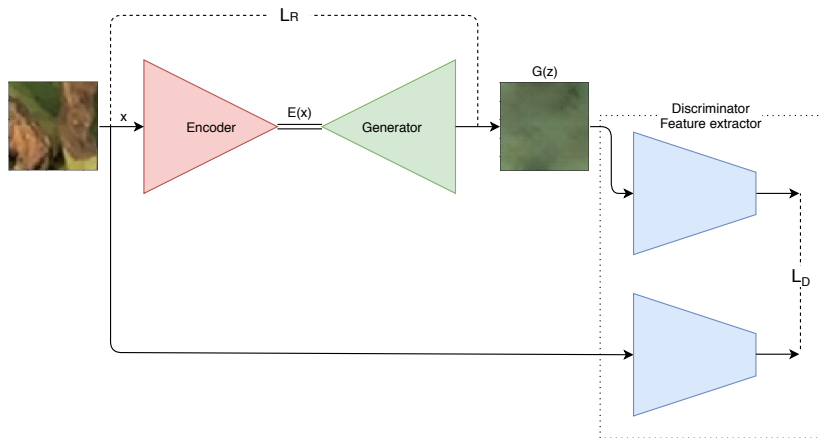 LR
G(z)
Discriminator
Feature extractor
x
E(x)
Encoder
Generator
LD